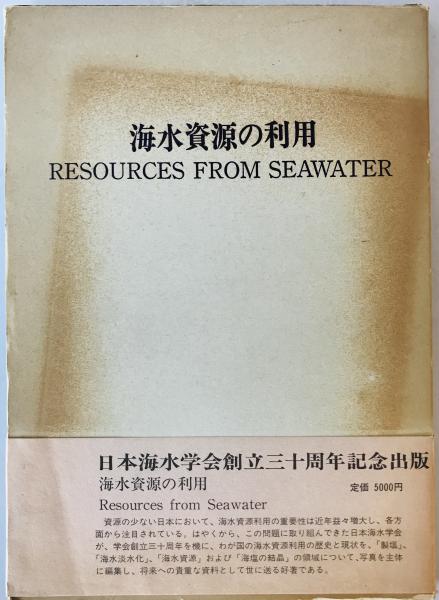 海水資源の利用
RESOURCES FROM SEAWATER
日本海水学会創立三十周年記念出版
海水資源の利用 定価 5000円
Resources from Seawater
資源の少ない日本において、海水資源利用の重要性は近年益々増大し、各方
面から注目されている。はやくから、この問題に取り組んできた日本海水学会
が、学会創立三十周年を機に、わが国の海水資源利用の歴史と現状を、「製塩」、
「海水淡水化」、「海水資源」および「海塩の結晶」の領域について、写真を主体
に編集し、将来への貴重な資料として世に送る好著である。